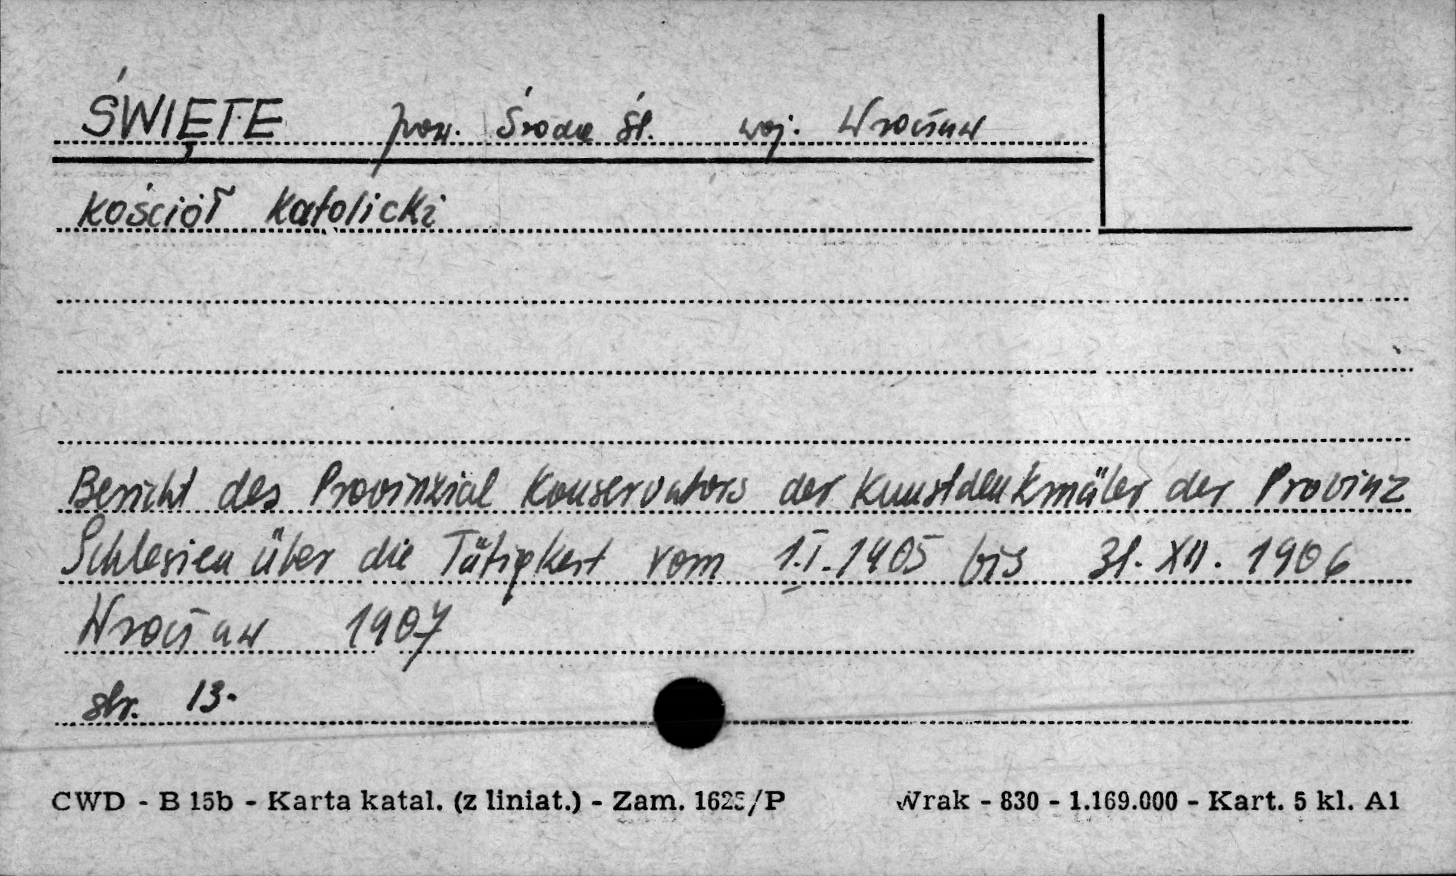 ŚWIĘTE pow. Środa Śl. woj. Wrocław
Kościół Katolicki
Bericht des Provinzial Konservators der Kunstdenkmäler der Provinz
Schlesien über die Tätigkeit vom 1.I.1905 bis 31.XII.1906
Wrocław 1907
str. 13.
CWD - B 15b - Karta katal. (z liniat.) - Zam. 1625/P Wrak - 830 - 1.169.000 - Kart. 5 kl. A1